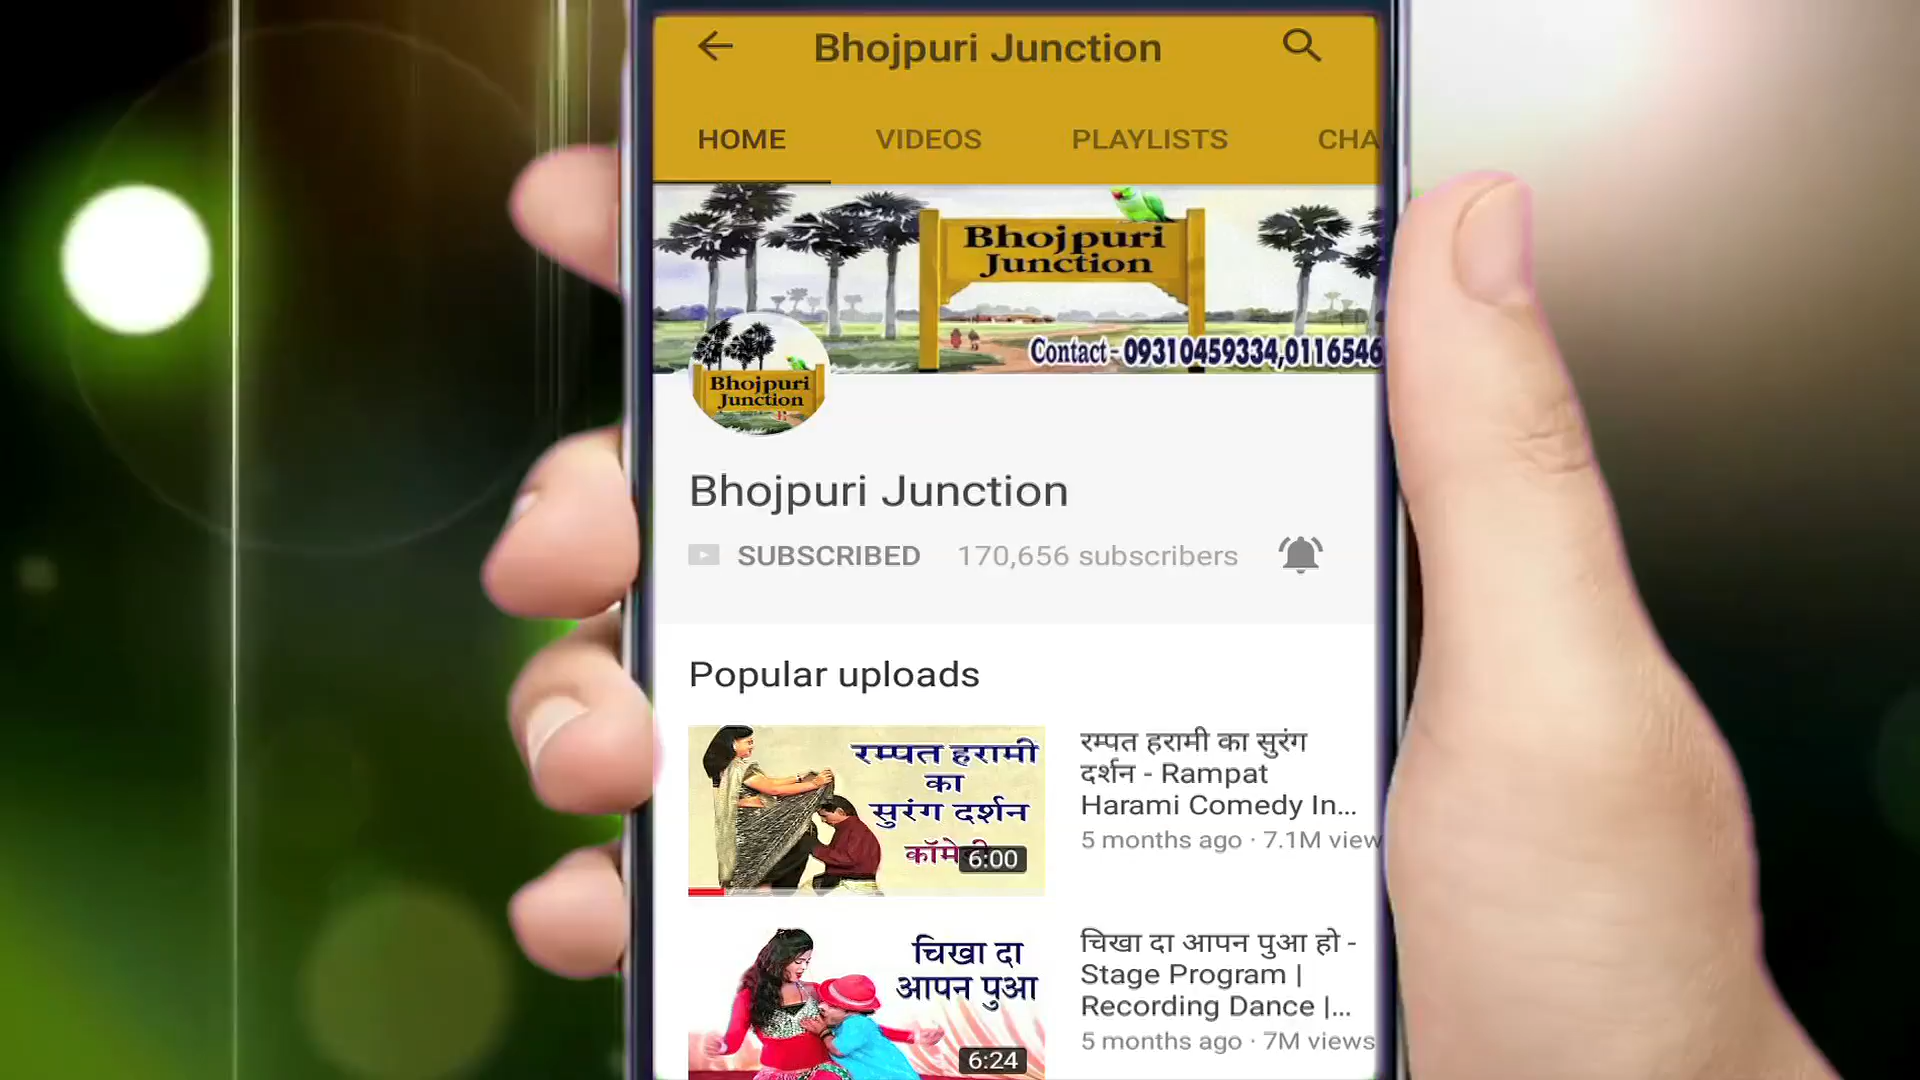 Bhojpuri Junction
HOME VIDEOS PLAYLISTS CHA
Bhojpuri
Junction
Contact - 09310459334,0116546
Bhojpuri
Junction
Bhojpuri Junction
SUBSCRIBED 170,656 subscribers
Popular uploads
रम्पत हरामी
का
सुरंग दर्शन
6:00
रम्पत हरामी का सुरंग
दर्शन - Rampat
Harami Comedy In...
5 months ago · 7.1M view
चिखा दा
आपन पुआ
6:24
चिखा दा आपन पुआ हो -
Stage Program |
Recording Dance |...
5 months ago · 7M views